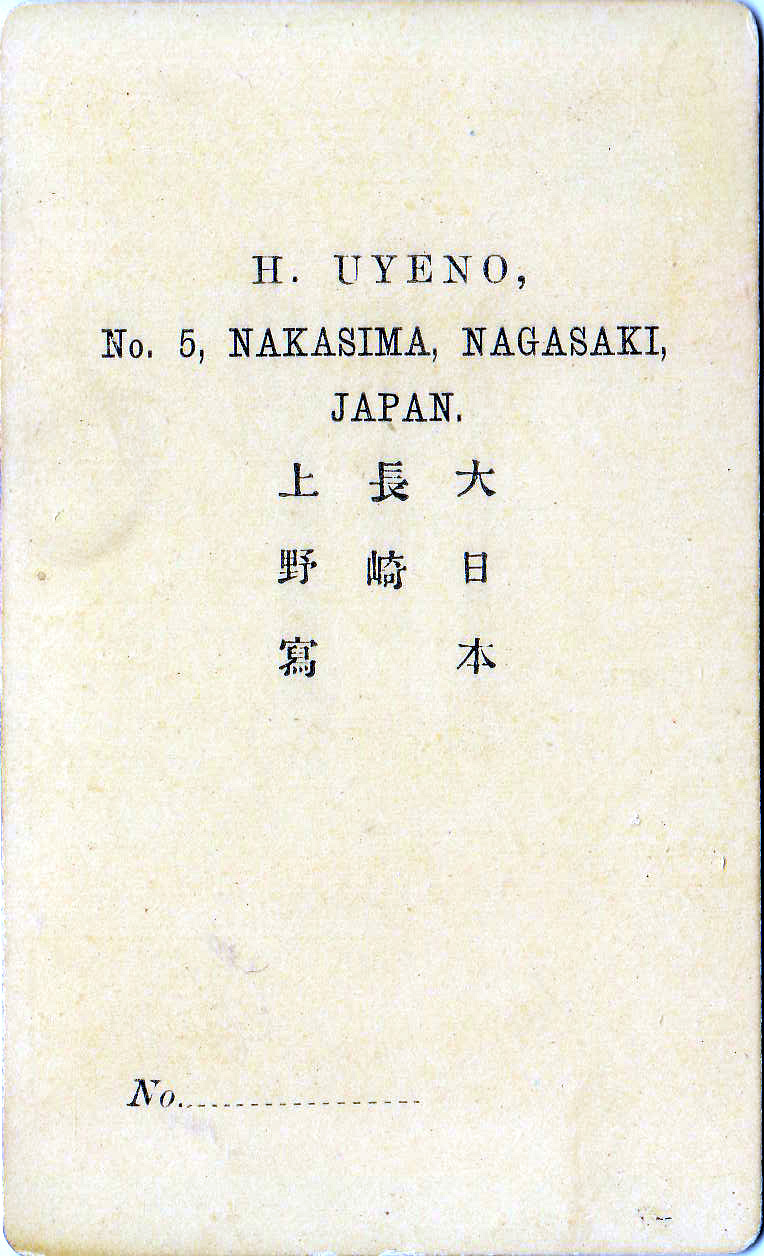 H. UYENO,
No. 5, NAKASIMA, NAGASAKI,
JAPAN.
大日本
長崎
上野寫
No.